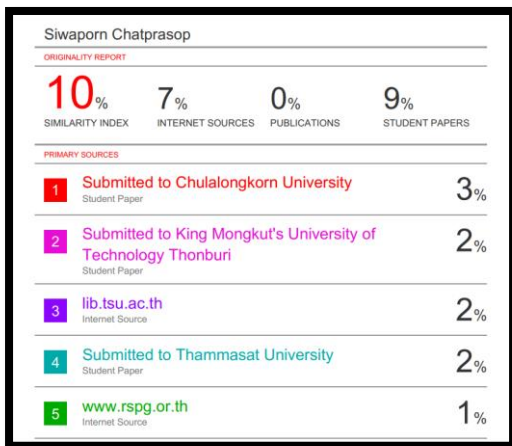 Siwaporn Chatprasop
ORIGINALITY REPORT
10% 7% 0% 9%
SIMILARITY INDEX INTERNET SOURCES PUBLICATIONS STUDENT PAPERS
PRIMARY SOURCES
1 Submitted to Chulalongkorn University 3%
Student Paper
2 Submitted to King Mongkut's University of 2%
Technology Thonburi
Student Paper
3 lib.tsu.ac.th 2%
Internet Source
4 Submitted to Thammasat University 2%
Student Paper
5 www.rspg.or.th 1%
Internet Source